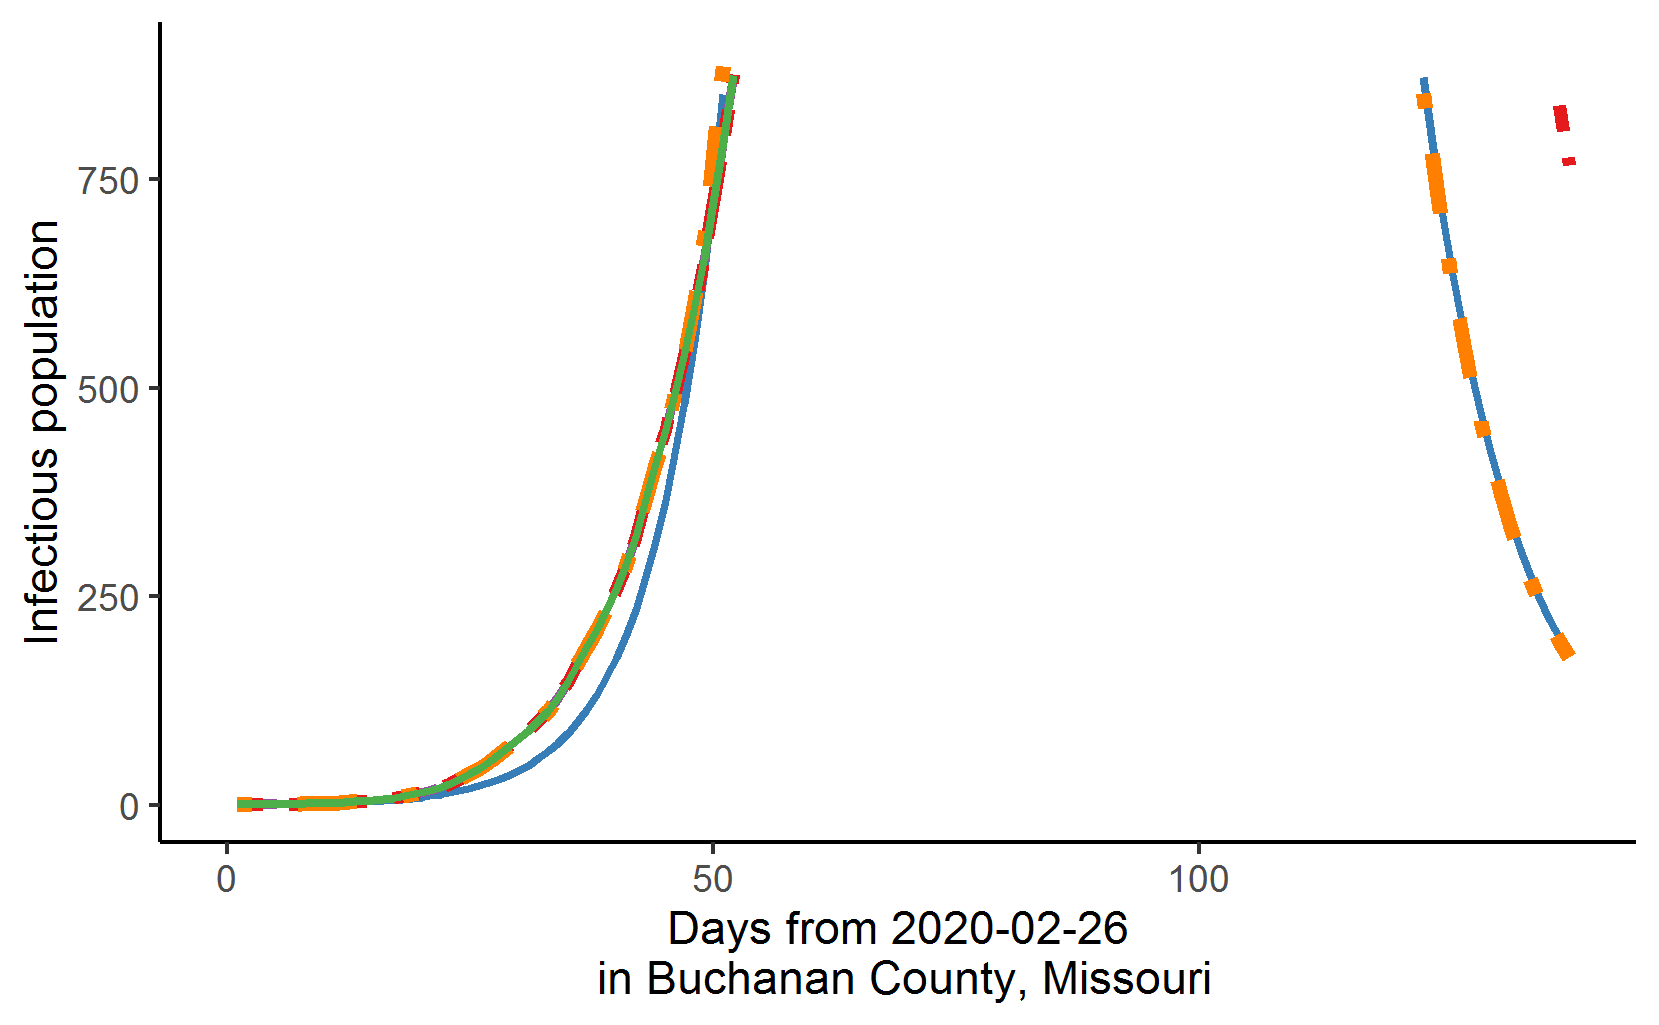 Infectious population
750
500
250
0
0 50 100
Days from 2020-02-26
in Buchanan County, Missouri